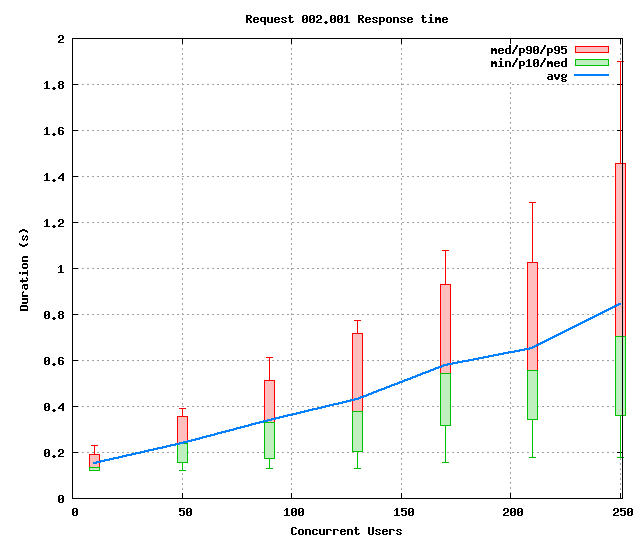 Request 002.001 Response time
med/p90/p95
min/p10/med
avg
2
1.8
1.6
1.4
1.2
1
0.8
0.6
0.4
0.2
0
Duration (s)
0 50 100 150 200 250
Concurrent Users